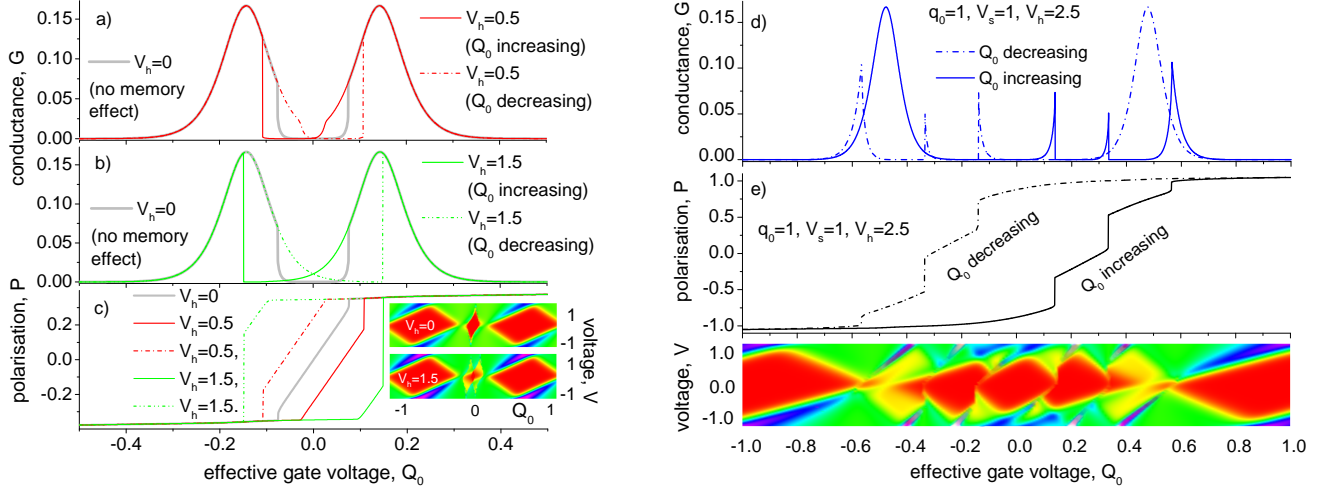 a)
conductance, G
0.15
0.10
0.05
0.00
V_h=0
(no memory
effect)
V_h=0.5
(Q_0 increasing)
V_h=0.5
(Q_0 decreasing)
b)
0.15
0.10
0.05
0.00
V_h=0
(no memory
effect)
V_h=1.5
(Q_0 increasing)
V_h=1.5
(Q_0 decreasing)
c)
polarisation, P
0.2
0.0
-0.2
V_h=0
V_h=0.5
V_h=0.5,
V_h=1.5,
V_h=1.5.
V_h=0
V_h=1.5
1
-1
1
-1
voltage, V
-1 0 1
Q_0
-0.4 -0.2 0.0 0.2 0.4
effective gate voltage, Q_0
d)
conductance, G
0.15
0.10
0.05
0.00
q_0=1, V_s=1, V_h=2.5
Q_0 decreasing
Q_0 increasing
e)
polarisation, P
1.0
0.5
0.0
-0.5
-1.0
q_0=1, V_s=1, V_h=2.5
Q_0 decreasing
Q_0 increasing
voltage, V
1.0
0.0
-1.0
-1.0 -0.8 -0.6 -0.4 -0.2 0.0 0.2 0.4 0.6 0.8 1.0
effective gate voltage, Q_0